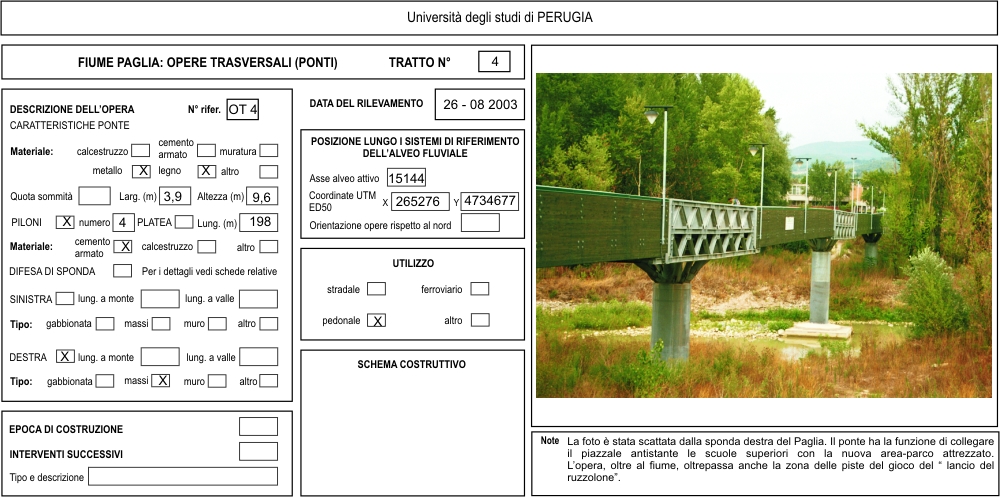 Università degli studi di PERUGIA
FIUME PAGLIA: OPERE TRASVERSALI (PONTI) TRATTO N° 4
DESCRIZIONE DELL'OPERA N° rifer. OT 4
CARATTERISTICHE PONTE
Materiale: calcestruzzo cemento armato muratura
metallo X legno X altro
Quota sommità Larg. (m) 3,9 Altezza (m) 9,6
PILONI X numero 4 PLATEA Lung. (m) 198
Materiale: cemento armato X calcestruzzo altro
DIFESA DI SPONDA Per i dettagli vedi schede relative
SINISTRA lung. a monte lung. a valle
Tipo: gabbionata massi muro altro
DESTRA X lung. a monte lung. a valle
Tipo: gabbionata massi X muro altro
EPOCA DI COSTRUZIONE
INTERVENTI SUCCESSIVI
Tipo e descrizione
DATA DEL RILEVAMENTO 26 - 08 2003
POSIZIONE LUNGO I SISTEMI DI RIFERIMENTO
DELL'ALVEO FLUVIALE
Asse alveo attivo 15144
Coordinate UTM ED50 X 265276 Y 4734677
Orientazione opere rispetto al nord
UTILIZZO
stradale ferroviario
pedonale X altro
SCHEMA COSTRUTTIVO
Note La foto è stata scattata dalla sponda destra del Paglia. Il ponte ha la funzione di collegare
il piazzale antistante le scuole superiori con la nuova area-parco attrezzato.
L'opera, oltre al fiume, oltrepassa anche la zona delle piste del gioco del " lancio del
ruzzolone".